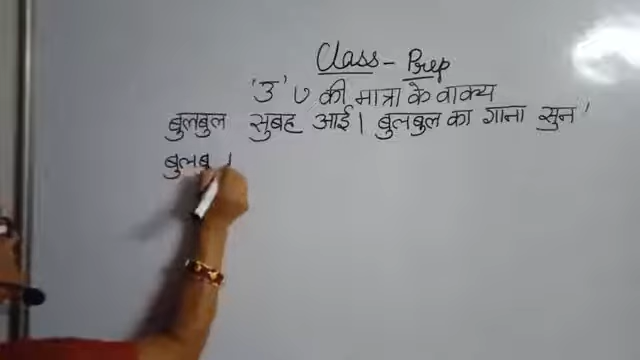 Class - Prep
'उ' ु की मात्रा के वाक्य
बुलबुल सुबह आई। बुलबुल का गाना सुन
बुलबु